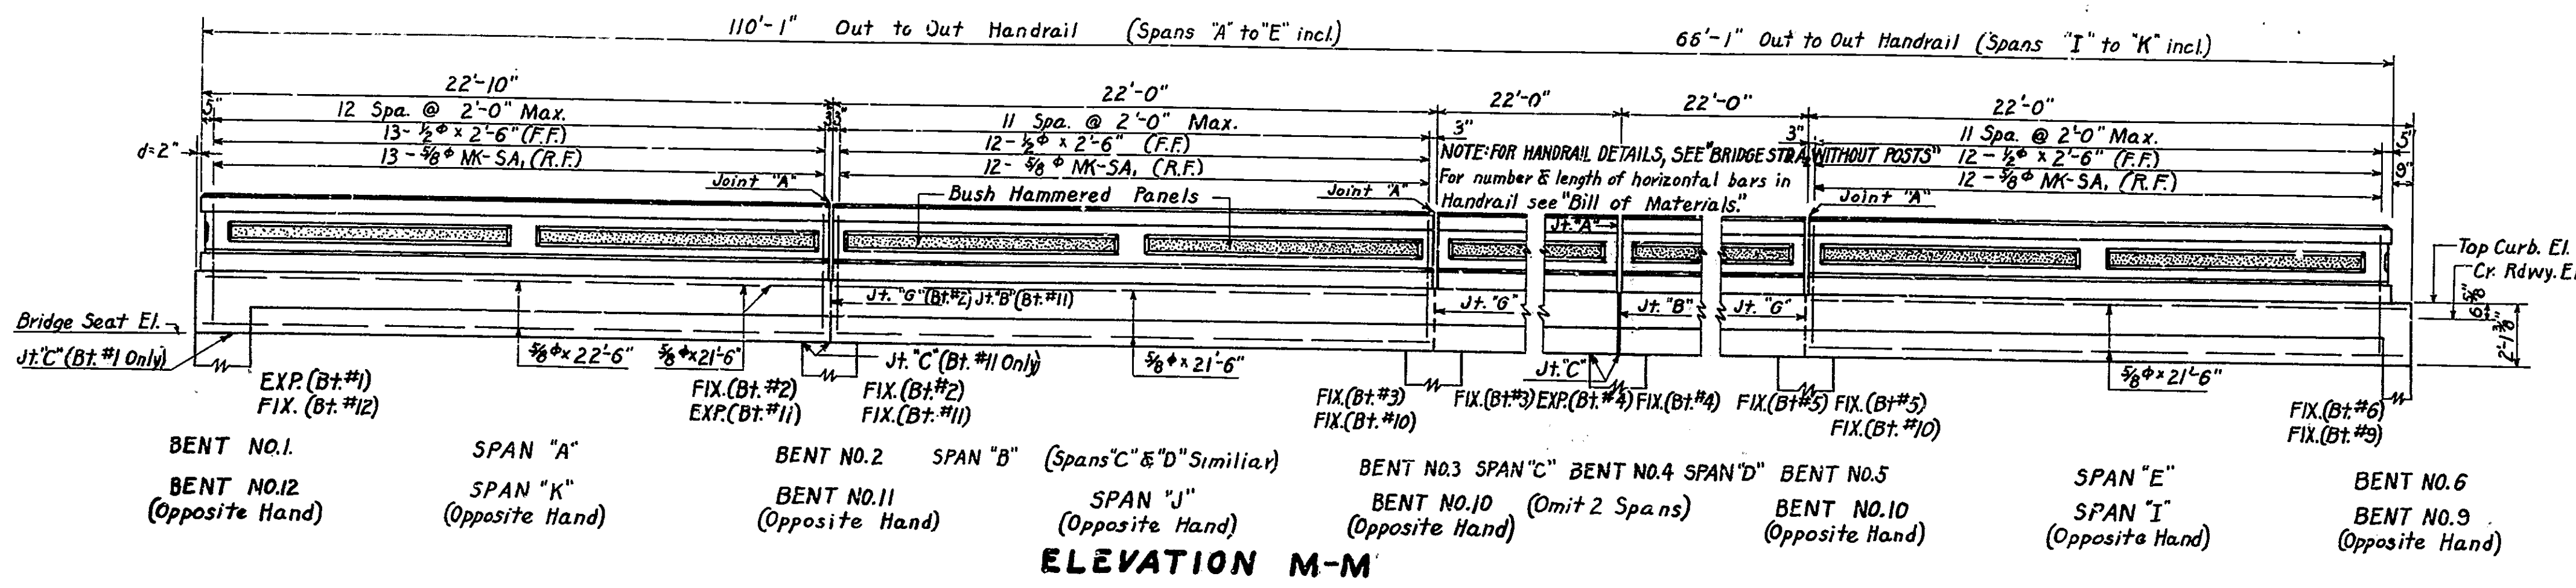 110'-1" Out to Out Handrail (Spans "A" to "E" incl.)
66'-1" Out to Out Handrail (Spans "I" to "K" incl.)
22'-10"
22'-0"
22'-0"
22'-0"
22'-0"
5"
12 Spa. @ 2'-0" Max.
3"
3"
11 Spa. @ 2'-0" Max.
3"
3"
11 Spa. @ 2'-0" Max.
5"
13-½ϕ x 2'-6" (F.F.)
12-½ϕ x 2'-6" (F.F.)
12-½ϕ x 2'-6" (F.F.)
d=2"
13-⅝ϕ MK-SA, (R.F.)
12-⅝ϕ MK-SA, (R.F.)
12-⅝ϕ MK-SA, (R.F.)
9"
NOTE: FOR HANDRAIL DETAILS, SEE "BRIDGE WITHOUT POSTS"
For number & length of horizontal bars in
Handrail see "Bill of Materials."
Joint "A"
Bush Hammered Panels
Joint "A"
Jt. "A"
Joint "A"
Top Curb. El.
Cr. Rdwy. El
6⅝"
2'-1⅜"
Jt. "G" (Bt.#2) Jt. "B" (Bt.#11)
Jt. "G"
Jt. "B"
Jt. "G"
Bridge Seat El.
Jt. "C" (Bt. #1 Only)
⅝ϕ x 22'-6"
⅝ϕ x 21'-6"
Jt. "C" (Bt. #11 Only)
⅝ϕ x 21'-6"
Jt. "C"
⅝ϕ x 21'-6"
EXP. (Bt.#1)
FIX. (Bt. #12)
FIX. (Bt.#2)
EXP. (Bt.#11)
FIX. (Bt.#2)
FIX. (Bt.#11)
FIX. (Bt.#3)
FIX. (Bt.#10)
FIX. (Bt.#3)
EXP. (Bt.#4)
FIX. (Bt.#4)
FIX. (Bt#5)
FIX. (Bt#5)
FIX. (Bt.#10)
FIX. (Bt.#6)
FIX. (Bt.#9)
BENT NO.1.
SPAN "A"
BENT NO.2
SPAN "B" (Spans "C" & "D" Similiar)
BENT NO.3
SPAN "C"
BENT NO.4
SPAN "D"
BENT NO.5
SPAN "E"
BENT NO.6
BENT NO.12
(Opposite Hand)
SPAN "K"
(Opposite Hand)
BENT NO.11
(Opposite Hand)
SPAN "J"
(Opposite Hand)
BENT NO.10
(Opposite Hand)
(Omit 2 Spans)
BENT NO.10
(Opposite Hand)
SPAN "I"
(Opposite Hand)
BENT NO.9
(Opposite Hand)
ELEVATION M-M